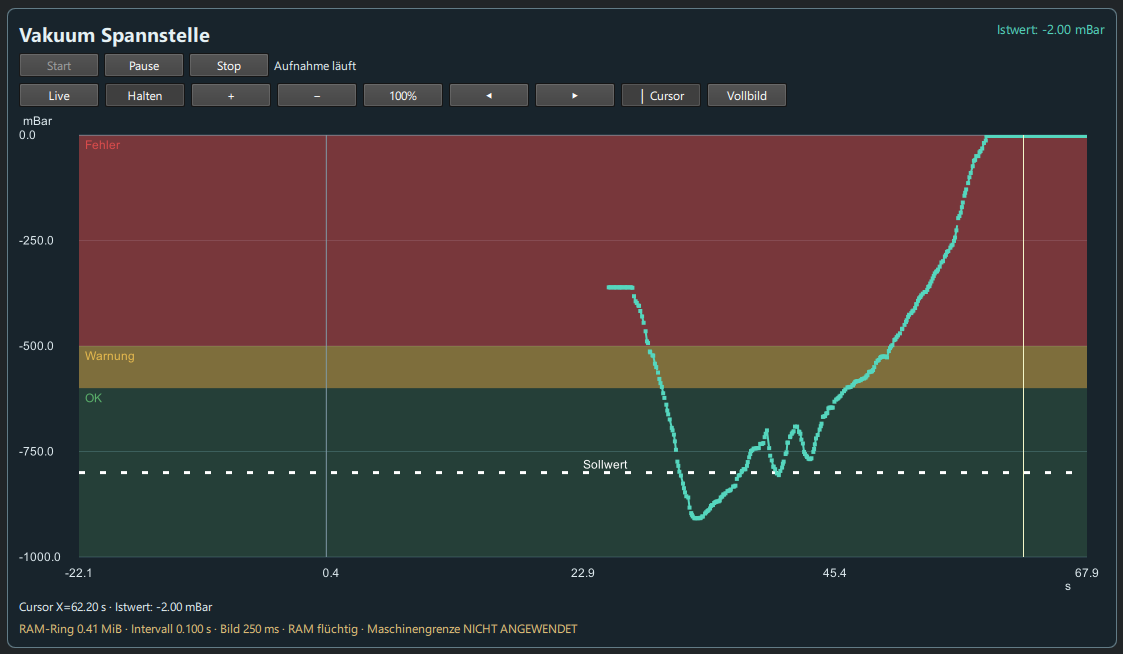 Vakuum Spannstelle
Istwert: -2.00 mBar
Start Pause Stop Aufnahme läuft
Live Halten + − 100% ◄ ► Cursor Vollbild
mBar
0.0
Fehler
-250.0
-500.0
Warnung
OK
-750.0
Sollwert
-1000.0
-22.1 0.4 22.9 45.4 67.9
s
Cursor X=62.20 s · Istwert: -2.00 mBar
RAM-Ring 0.41 MiB · Intervall 0.100 s · Bild 250 ms · RAM flüchtig · Maschinengrenze NICHT ANGEWENDET